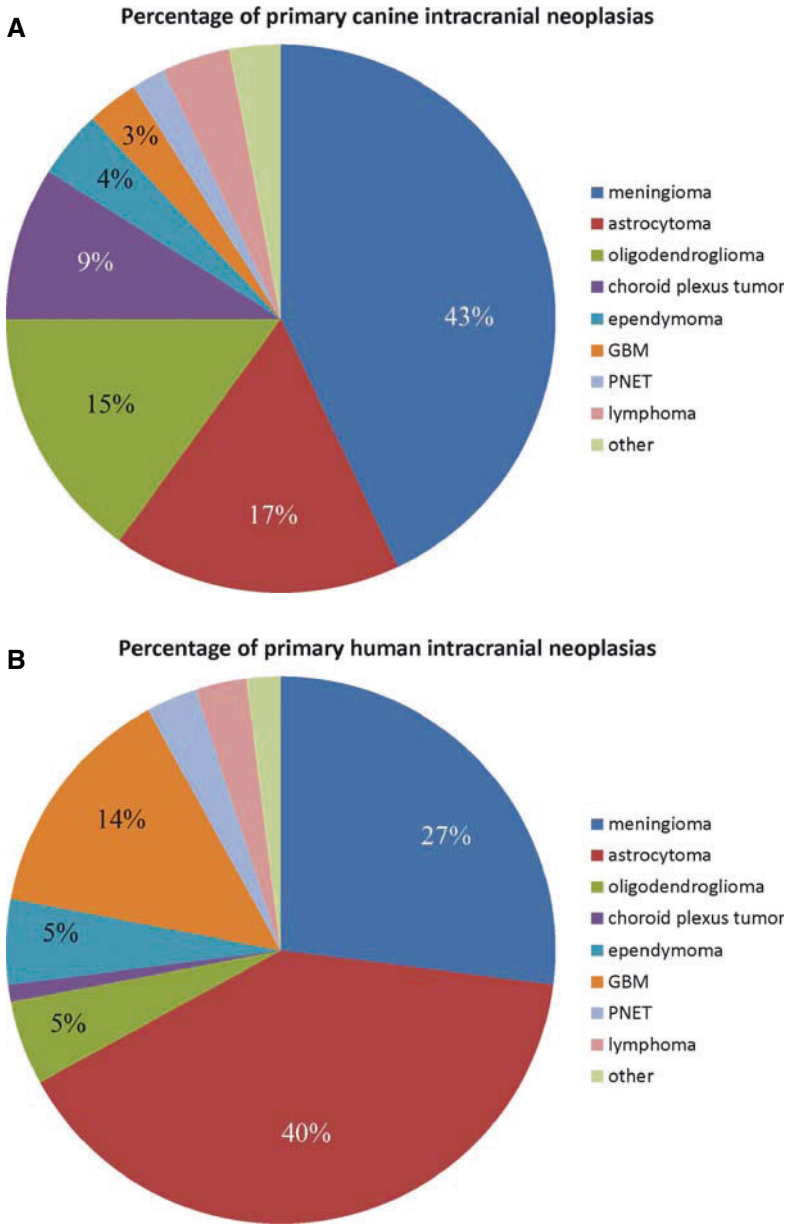 A
Percentage of primary canine intracranial neoplasias
3%
4%
9%
43%
15%
17%
meningioma
astrocytoma
oligodendroglioma
choroid plexus tumor
ependymoma
GBM
PNET
lymphoma
other
B
Percentage of primary human intracranial neoplasias
14%
27%
5%
5%
40%
meningioma
astrocytoma
oligodendroglioma
choroid plexus tumor
ependymoma
GBM
PNET
lymphoma
other